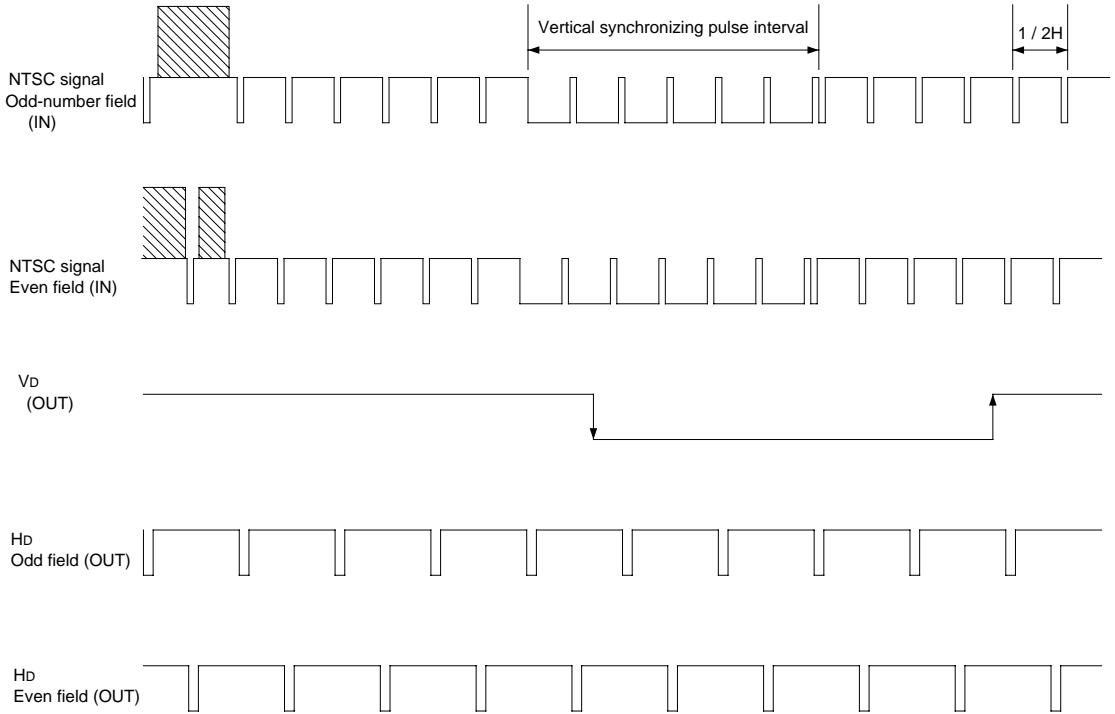 Vertical synchronizing pulse interval
1 / 2H
NTSC signal
Odd-number field
(IN)
NTSC signal
Even field (IN)
VD
(OUT)
HD
Odd field (OUT)
HD
Even field (OUT)